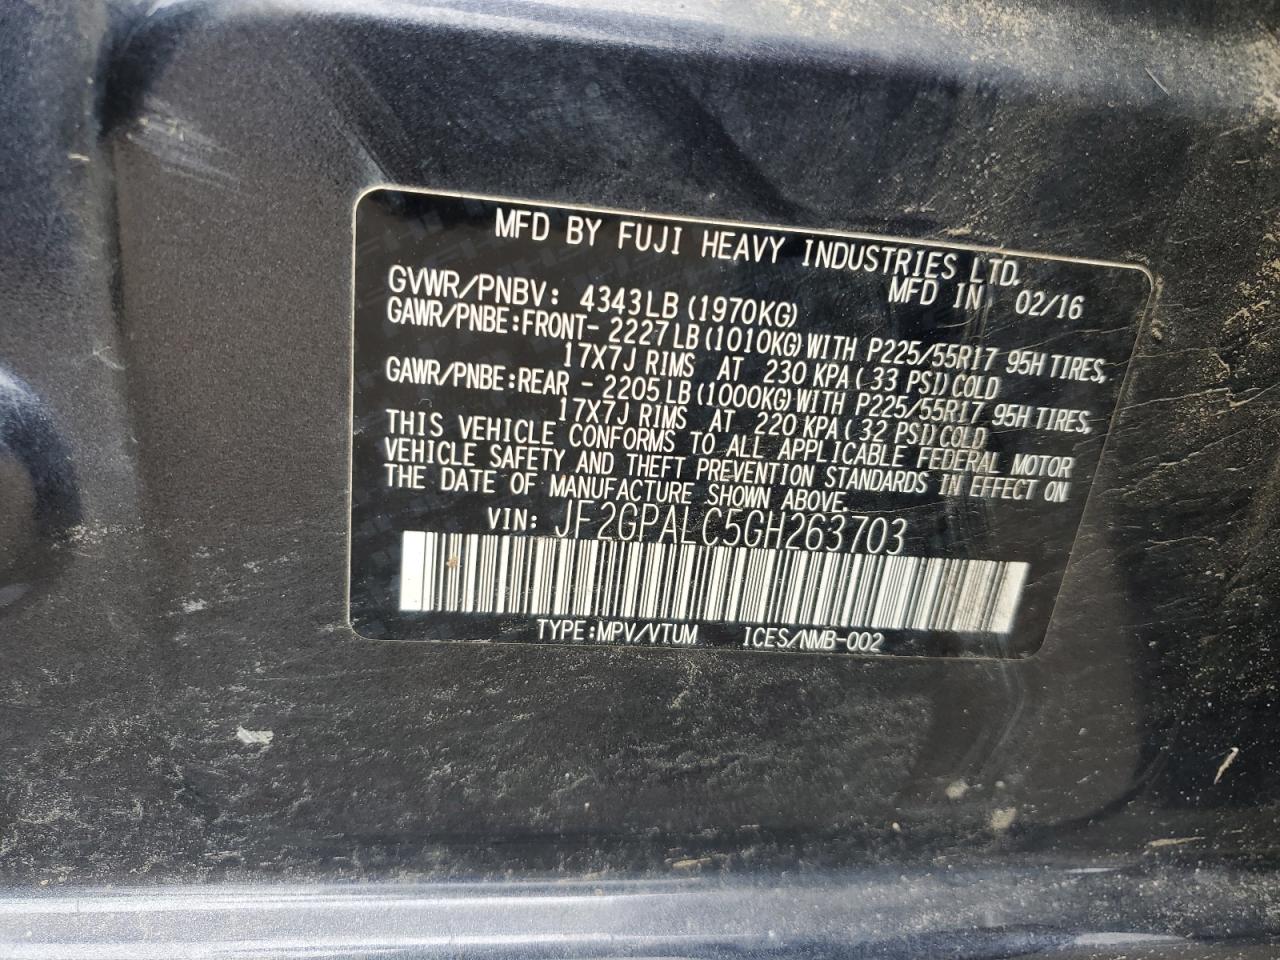 MFD BY FUJI HEAVY INDUSTRIES LTD.
MFD IN 02/16
GVWR/PNBV: 4343LB (1970KG)
GAWR/PNBE:FRONT- 2227LB (1010KG) WITH P225/55R17 95H TIRES,
17X7J RIMS AT 230 KPA (33 PSI) COLD
GAWR/PNBE:REAR - 2205LB (1000KG) WITH P225/55R17 95H TIRES,
17X7J RIMS AT 220 KPA (32 PSI) COLD
THIS VEHICLE CONFORMS TO ALL APPLICABLE FEDERAL MOTOR
VEHICLE SAFETY AND THEFT PREVENTION STANDARDS IN EFFECT ON
THE DATE OF MANUFACTURE SHOWN ABOVE.
VIN: JF2GPALC5GH263703
TYPE:MPV/VTUM ICES/NMB-002